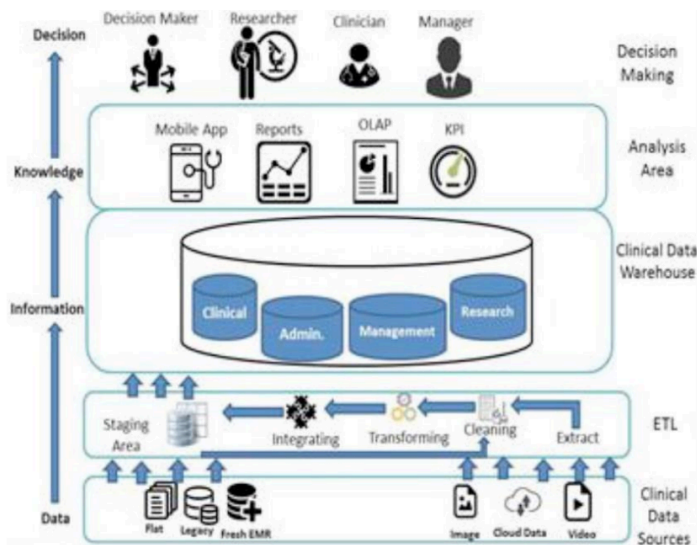 Decision Maker
Researcher
Clinician
Manager
Decision
Decision
Making
Mobile App
Reports
OLAP
KPI
Knowledge
Analysis
Area
Clinical Data
Warehouse
Information
Clinical
Admin.
Management
Research
Staging
Area
Integrating
Transforming
Cleaning
Extract
ETL
Data
Flat
Legacy
Fresh EMR
Image
Cloud Data
Video
Clinical
Data
Sources